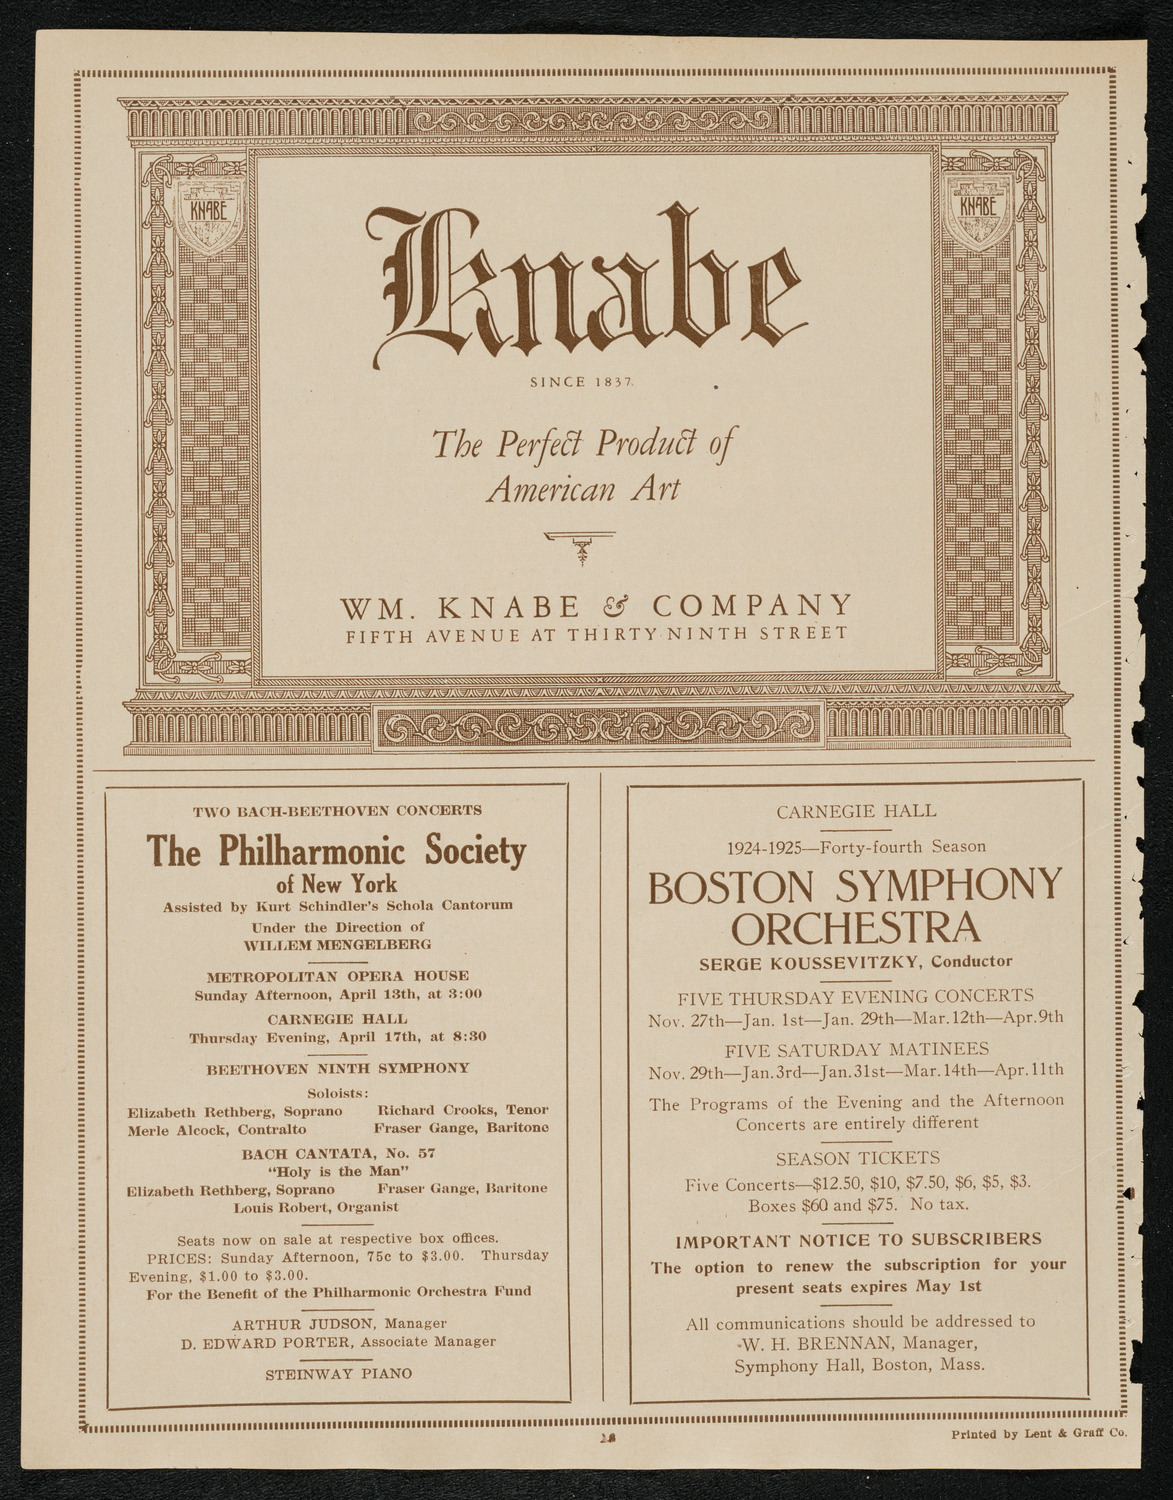 KNABE
KNABE
Knabe
SINCE 1837.
The Perfect Product of
American Art
WM. KNABE & COMPANY
FIFTH AVENUE AT THIRTY-NINTH STREET
TWO BACH-BEETHOVEN CONCERTS
The Philharmonic Society
of New York
Assisted by Kurt Schindler's Schola Cantorum
Under the Direction of
WILLEM MENGELBERG
METROPOLITAN OPERA HOUSE
Sunday Afternoon, April 13th, at 3:00
CARNEGIE HALL
Thursday Evening, April 17th, at 8:30
BEETHOVEN NINTH SYMPHONY
Soloists:
Elizabeth Rethberg, Soprano Richard Crooks, Tenor
Merle Alcock, Contralto Fraser Gange, Baritone
BACH CANTATA, No. 57
"Holy is the Man"
Elizabeth Rethberg, Soprano Fraser Gange, Baritone
Louis Robert, Organist
Seats now on sale at respective box offices.
PRICES: Sunday Afternoon, 75c to $3.00. Thursday
Evening, $1.00 to $3.00.
For the Benefit of the Philharmonic Orchestra Fund
ARTHUR JUDSON, Manager
D. EDWARD PORTER, Associate Manager
STEINWAY PIANO
CARNEGIE HALL
1924-1925—Forty-fourth Season
BOSTON SYMPHONY
ORCHESTRA
SERGE KOUSSEVITZKY, Conductor
FIVE THURSDAY EVENING CONCERTS
Nov. 27th—Jan. 1st—Jan. 29th—Mar. 12th—Apr. 9th
FIVE SATURDAY MATINEES
Nov. 29th—Jan. 3rd—Jan. 31st—Mar. 14th—Apr. 11th
The Programs of the Evening and the Afternoon
Concerts are entirely different
SEASON TICKETS
Five Concerts—$12.50, $10, $7.50, $6, $5, $3.
Boxes $60 and $75. No tax.
IMPORTANT NOTICE TO SUBSCRIBERS
The option to renew the subscription for your
present seats expires May 1st
All communications should be addressed to
W. H. BRENNAN, Manager,
Symphony Hall, Boston, Mass.
Printed by Lent & Graff Co.